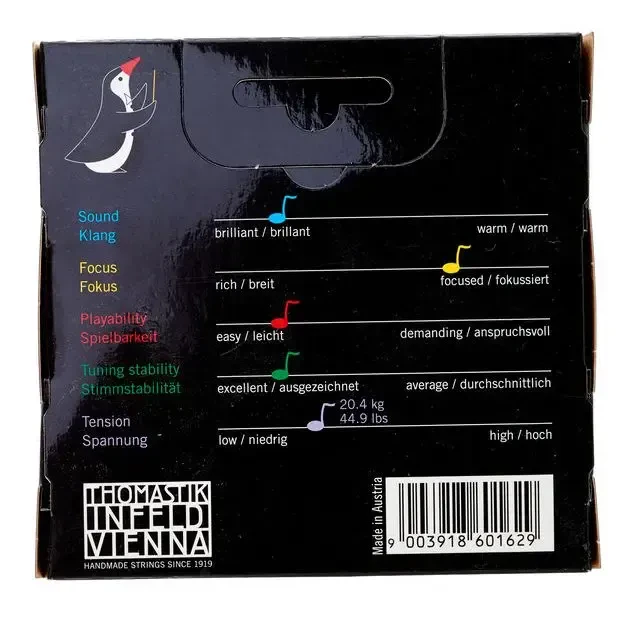 Sound
Klang
brilliant / brillant
warm / warm
Focus
Fokus
rich / breit
focused / fokussiert
Playability
Spielbarkeit
easy / leicht
demanding / anspruchsvoll
Tuning stability
Stimmstabilität
excellent / ausgezeichnet
average / durchschnittlich
Tension
Spannung
20.4 kg
44.9 lbs
low / niedrig
high / hoch
THOMASTIK
INFELD
VIENNA
HANDMADE STRINGS SINCE 1919
Made in Austria
9 003918 601629